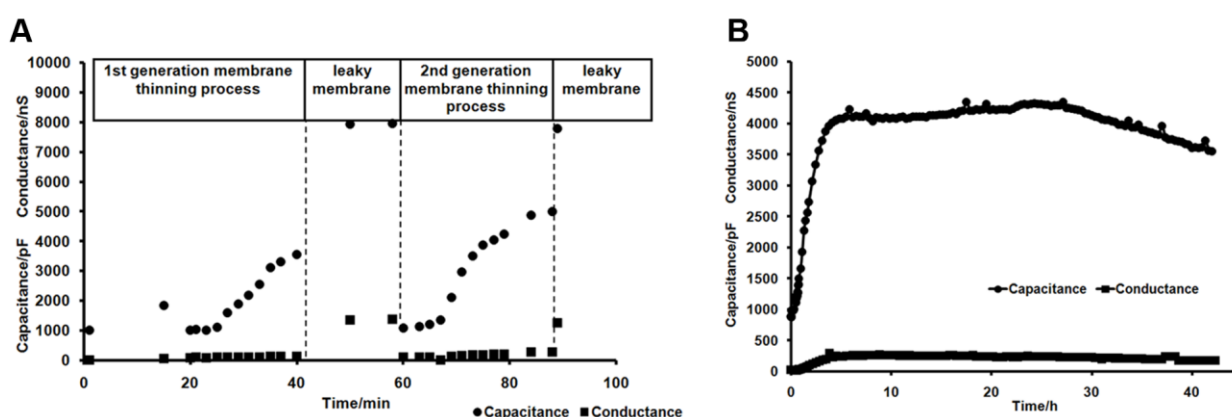 A
Capacitance/pF Conductance/nS
10000
9000
8000
7000
6000
5000
4000
3000
2000
1000
0
1st generation membrane
thinning process
leaky
membrane
2nd generation
membrane thinning
process
leaky
membrane
0 20 40 60 80 100
Time/min
Capacitance Conductance
B
Capacitance/pF Conductance/nS
5000
4500
4000
3500
3000
2500
2000
1500
1000
500
0
Capacitance Conductance
0 10 20 30 40
Time/h